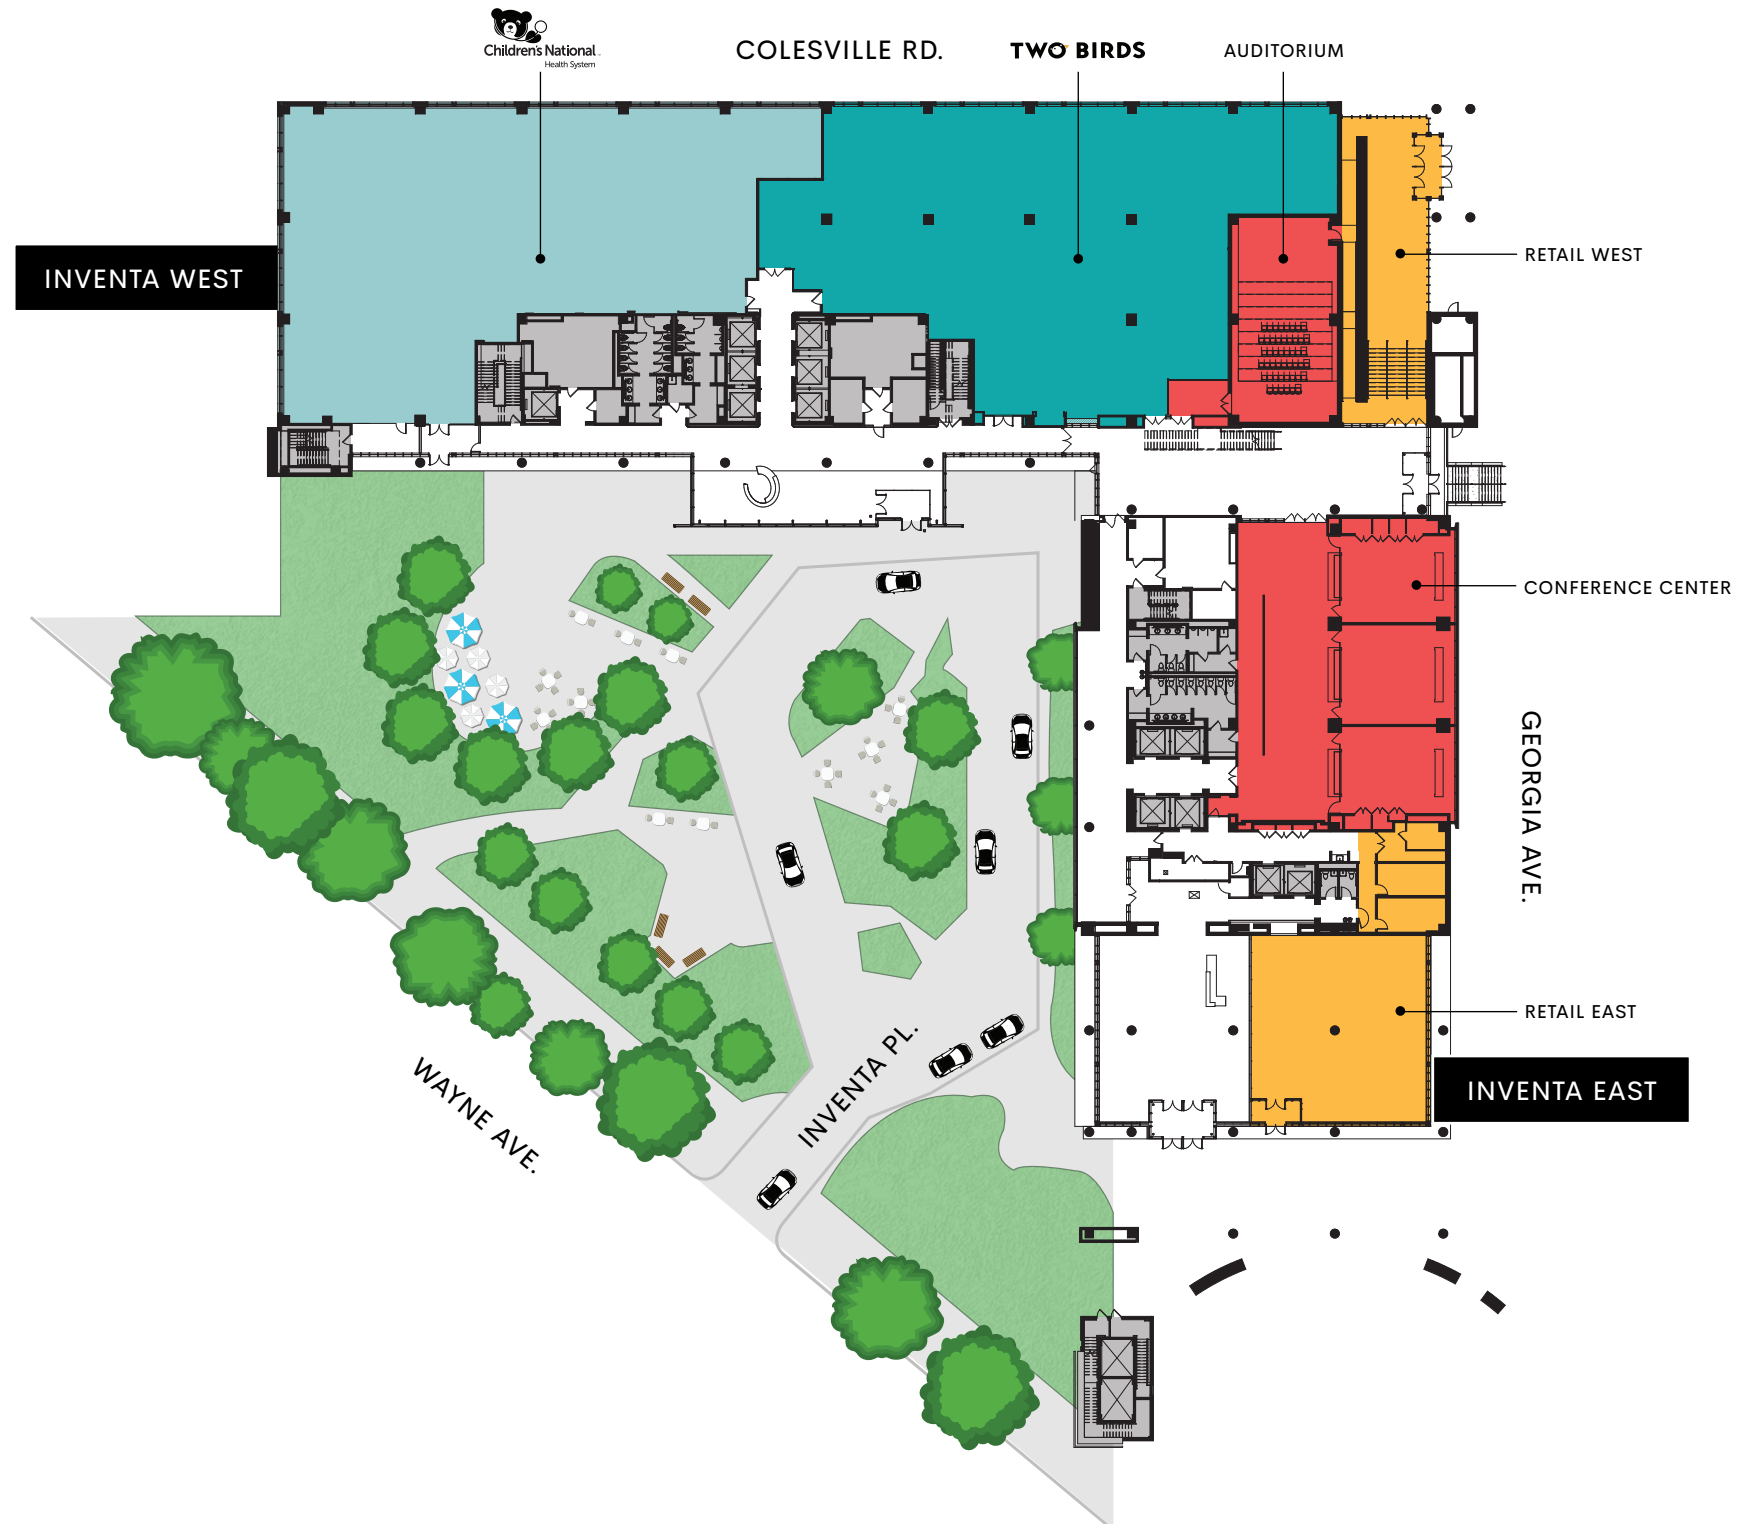 Children's National
Health System
COLESVILLE RD.
TWO BIRDS
AUDITORIUM
INVENTA WEST
RETAIL WEST
CONFERENCE CENTER
GEORGIA AVE.
RETAIL EAST
INVENTA EAST
INVENTA PL.
WAYNE AVE.